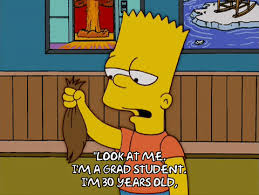 "LOOK AT ME.
I'M A GRAD STUDENT.
I'M 30 YEARS OLD,